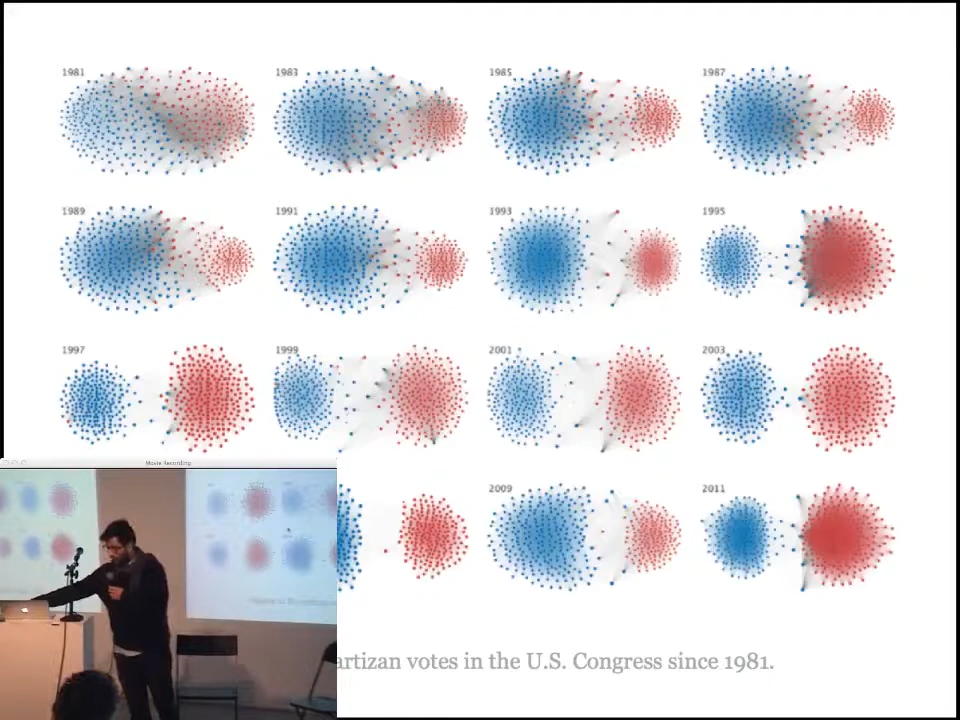 1981 1983 1985 1987
1989 1991 1993 1995
1997 1999 2001 2003
Movie Recording
2009 2011
artizan votes in the U.S. Congress since 1981.